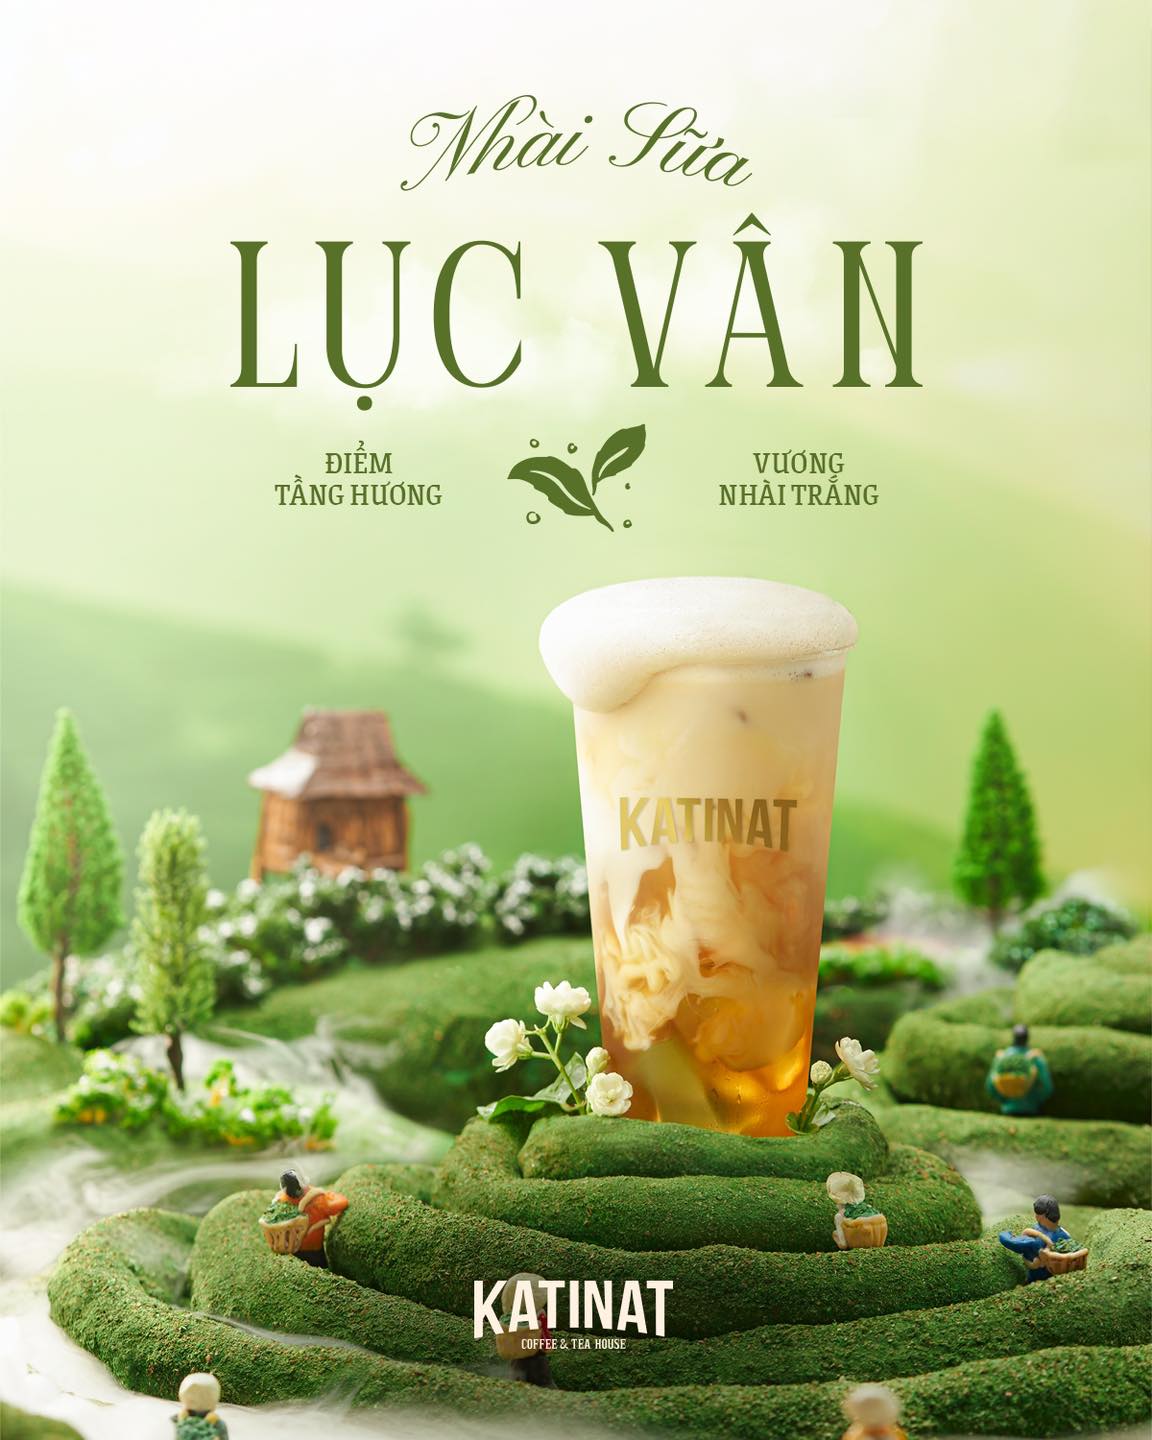 Nhài Sữa
LỤC VÂN
ĐIỂM
TẦNG HƯƠNG
VƯƠNG
NHÀI TRẮNG
KATINAT
KATINAT
COFFEE & TEA HOUSE